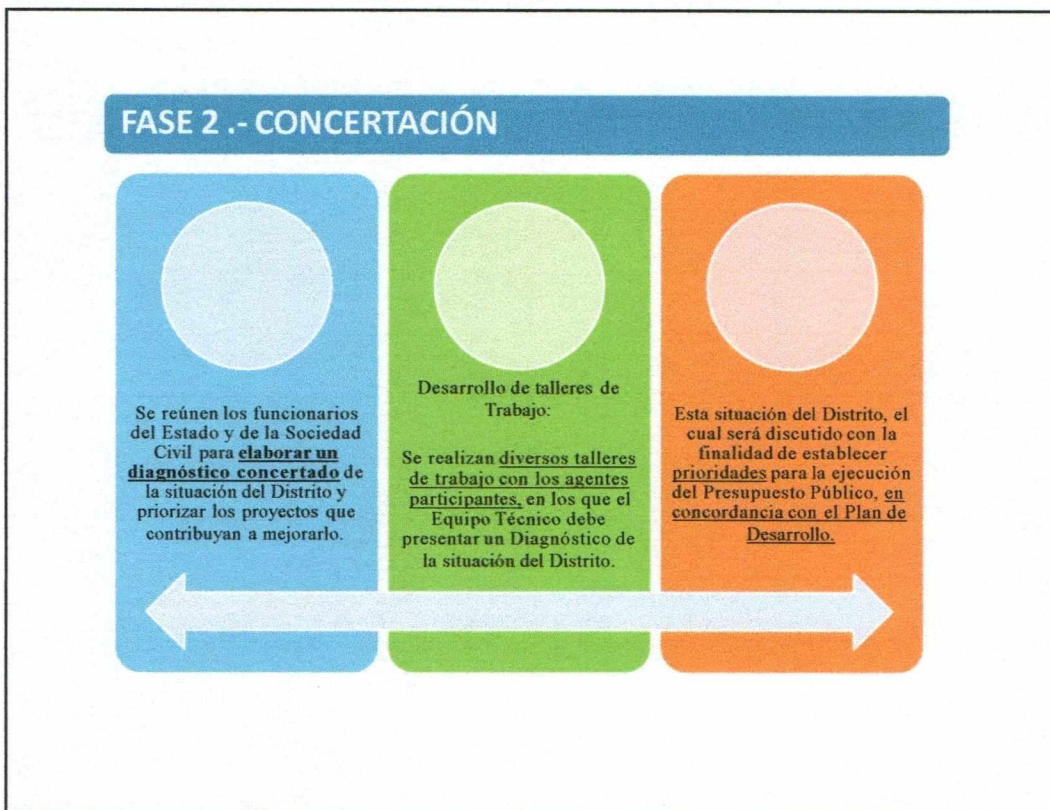 FASE 2 .- CONCERTACIÓN
Se reúnen los funcionarios
del Estado y de la Sociedad
Civil para elaborar un
diagnóstico concertado de
la situación del Distrito y
priorizar los proyectos que
contribuyan a mejorarlo.
Desarrollo de talleres de
Trabajo:
Se realizan diversos talleres
de trabajo con los agentes
participantes, en los que el
Equipo Técnico debe
presentar un Diagnóstico de
la situación del Distrito.
Esta situación del Distrito, el
cual será discutido con la
finalidad de establecer
prioridades para la ejecución
del Presupuesto Público, en
concordancia con el Plan de
Desarrollo.